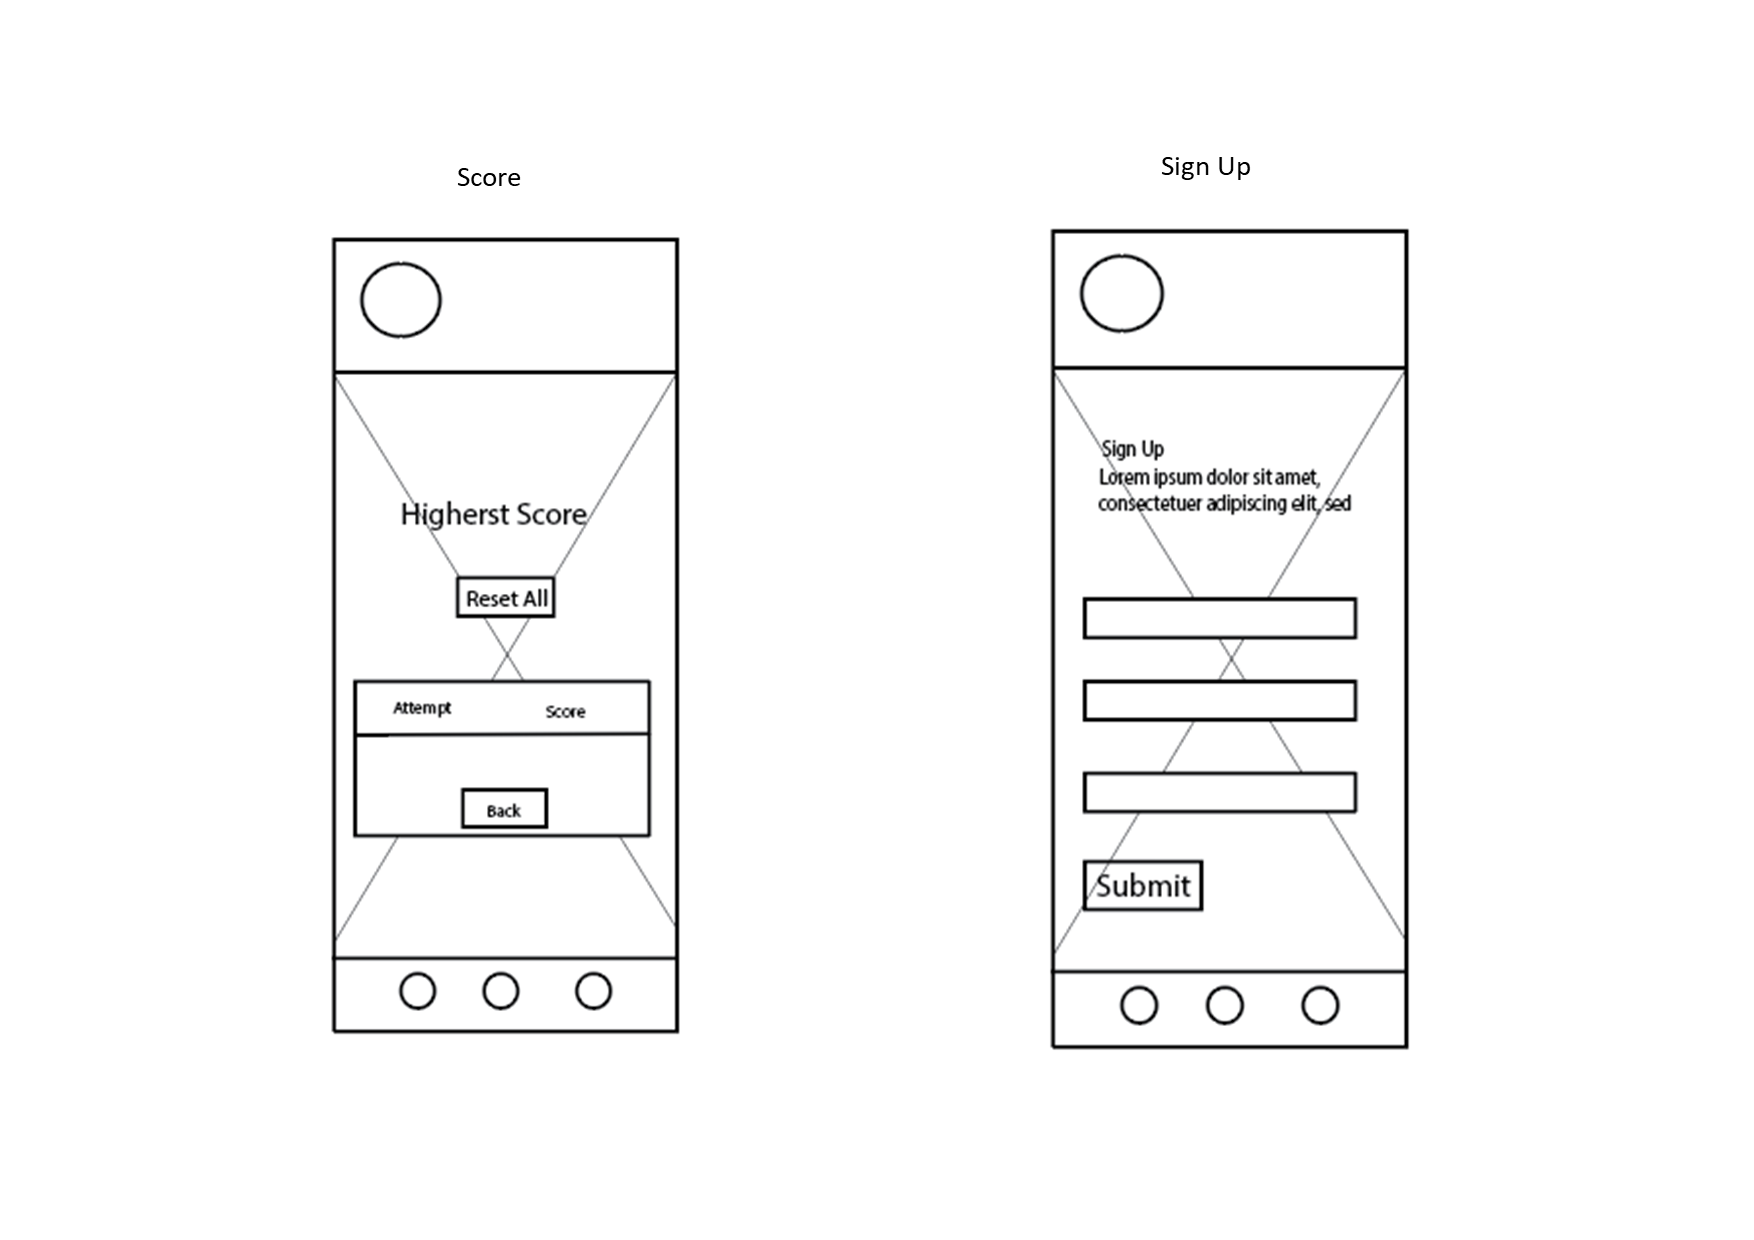 Score
Higherst Score
Reset All
Attempt Score
Back
Sign Up
Sign Up
Lorem ipsum dolor sit amet,
consectetuer adipiscing elit, sed
Submit